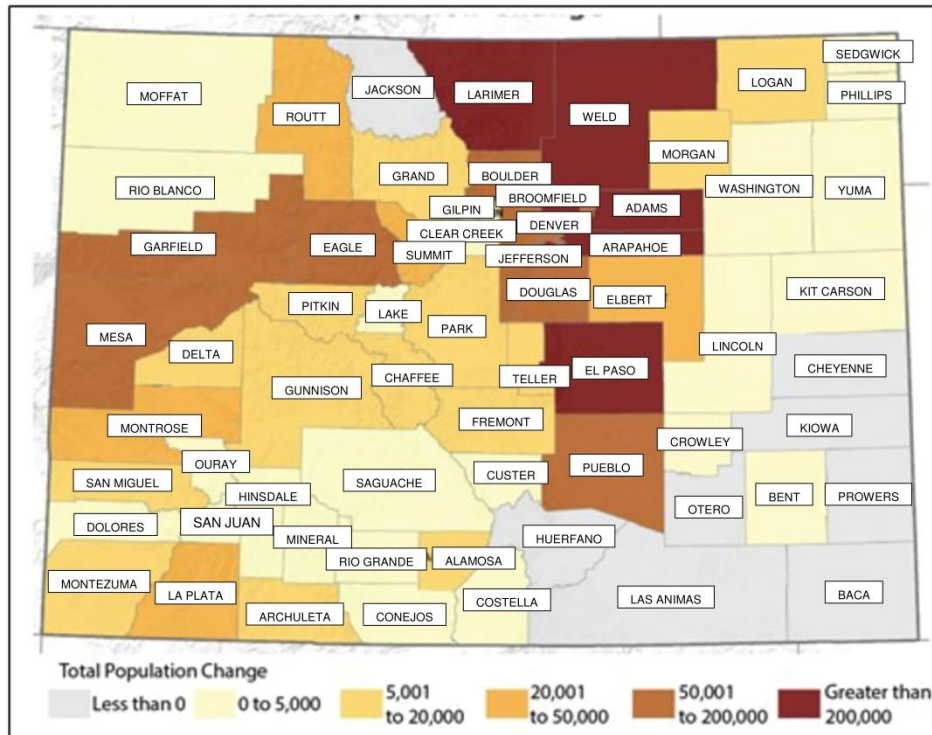 SEDGWICK
LOGAN
MOFFAT
JACKSON
LARIMER
WELD
PHILLIPS
ROUTT
MORGAN
GRAND
BOULDER
WASHINGTON
YUMA
RIO BLANCO
BROOMFIELD
GILPIN
ADAMS
DENVER
CLEAR CREEK
GARFIELD
EAGLE
SUMMIT
JEFFERSON
ARAPAHOE
DOUGLAS
ELBERT
KIT CARSON
PITKIN
LAKE
PARK
MESA
LINCOLN
DELTA
CHEYENNE
GUNNISON
CHAFFEE
TELLER
EL PASO
FREMONT
MONTROSE
KIOWA
CROWLEY
OURAY
CUSTER
PUEBLO
SAN MIGUEL
SAGUACHE
HINSDALE
BENT
PROWERS
OTERO
DOLORES
SAN JUAN
MINERAL
HUERFANO
RIO GRANDE
ALAMOSA
MONTEZUMA
LA PLATA
ARCHULETA
CONEJOS
COSTELLA
LAS ANIMAS
BACA
Total Population Change
Less than 0
0 to 5,000
5,001
to 20,000
20,001
to 50,000
50,001
to 200,000
Greater than
200,000